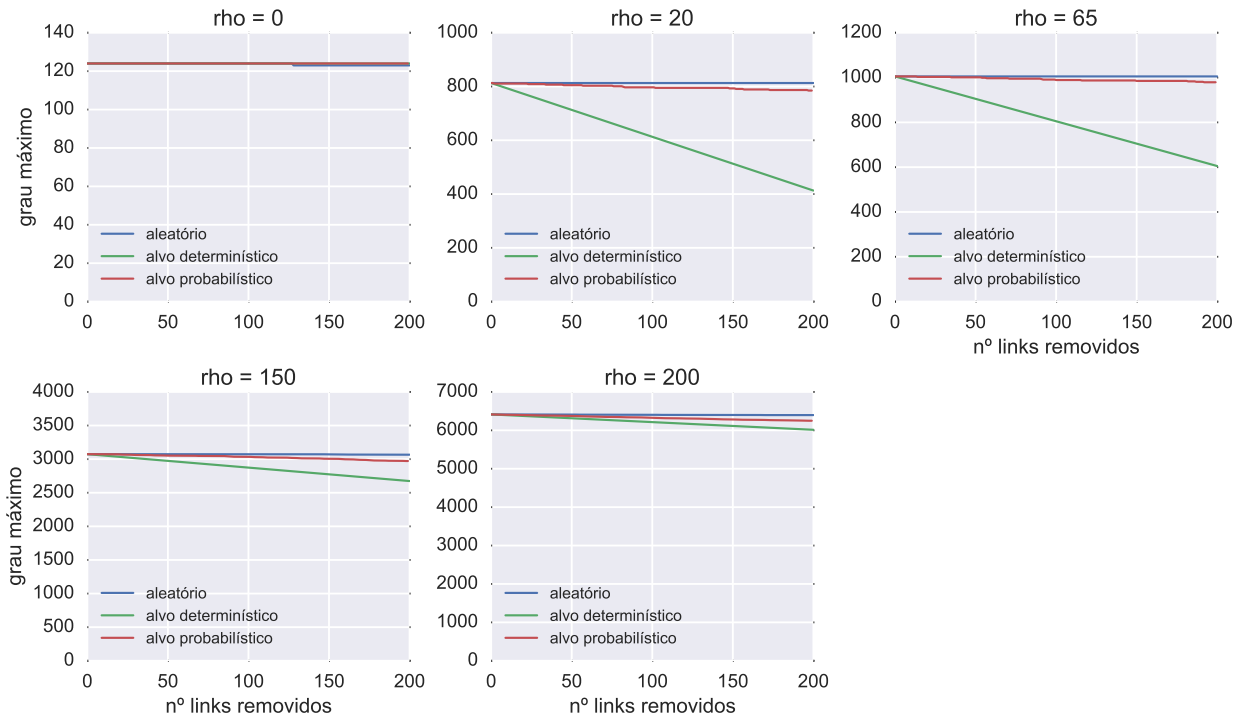 rho = 0
140
120
100
80
60
40
20
0
grau máximo
aleatório
alvo determinístico
alvo probabilístico
0 50 100 150 200
rho = 20
1000
800
600
400
200
0
aleatório
alvo determinístico
alvo probabilístico
0 50 100 150 200
rho = 65
1200
1000
800
600
400
200
0
aleatório
alvo determinístico
alvo probabilístico
0 50 100 150 200
nº links removidos
rho = 150
4000
3500
3000
2500
2000
1500
1000
500
0
grau máximo
aleatório
alvo determinístico
alvo probabilístico
0 50 100 150 200
nº links removidos
rho = 200
7000
6000
5000
4000
3000
2000
1000
0
aleatório
alvo determinístico
alvo probabilístico
0 50 100 150 200
nº links removidos